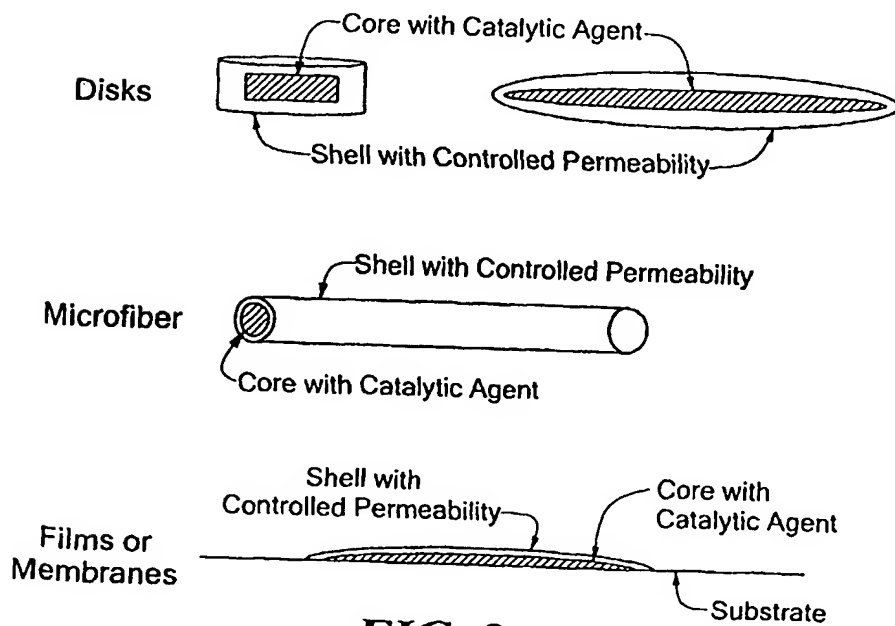 Core with Catalytic Agent
Disks
Shell with Controlled Permeability
Shell with Controlled Permeability
Microfiber
Core with Catalytic Agent
Shell with
Controlled Permeability
Core with
Catalytic Agent
Films or
Membranes
Substrate